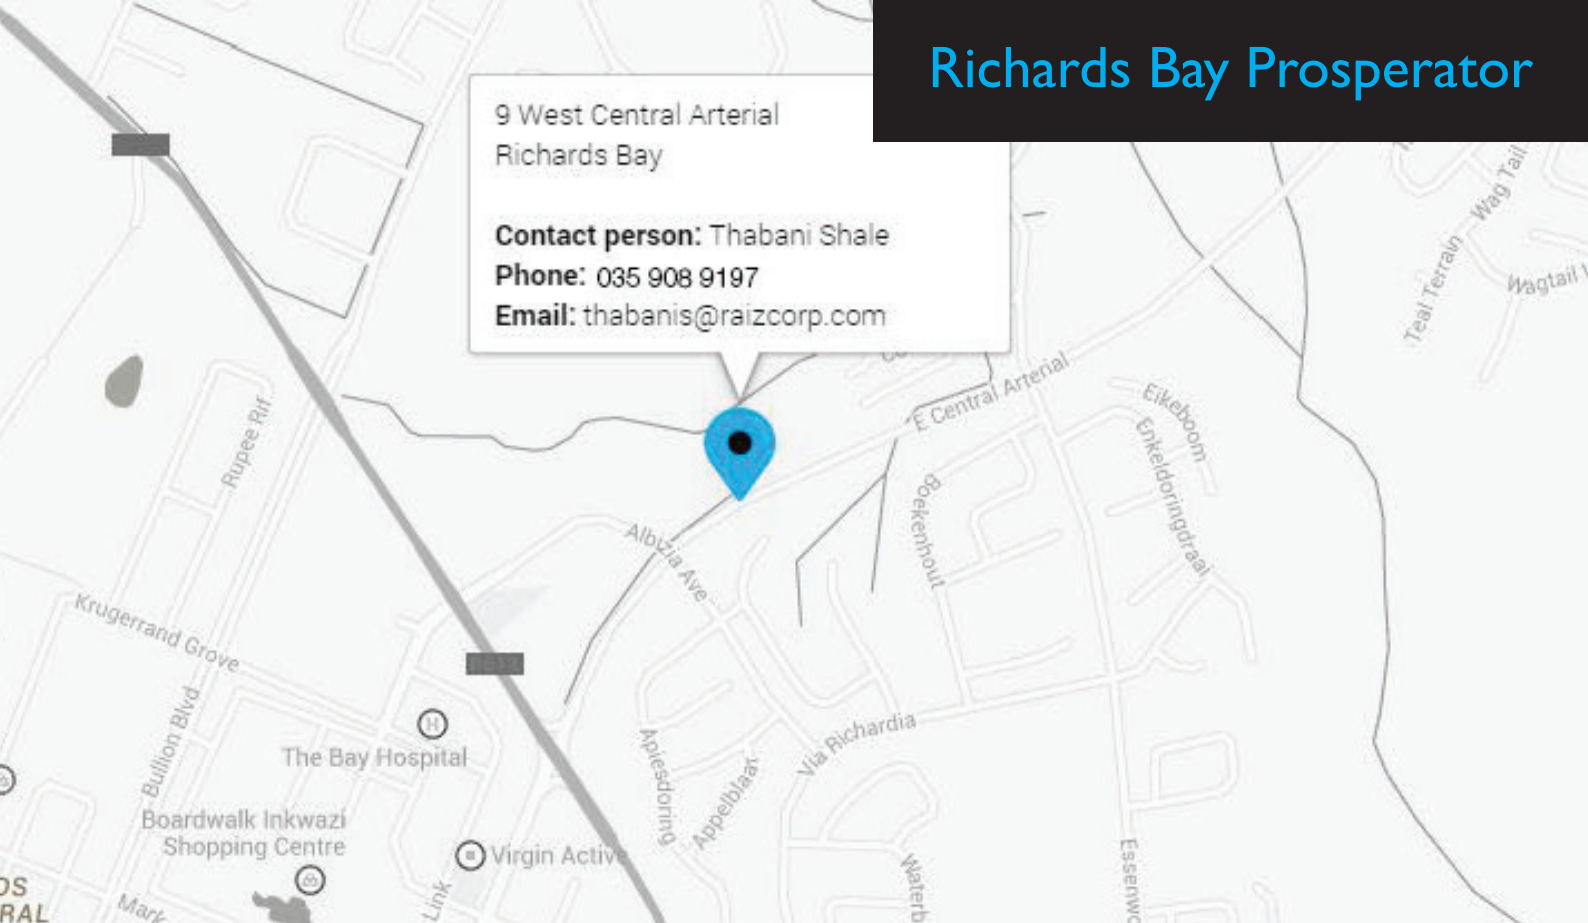 Richards Bay Prosperator
9 West Central Arterial
Richards Bay
Contact person: Thabani Shale
Phone: 035 908 9197
Email: thabanis@raizcorp.com
Wag Tail
Teal Terrain
Wagtail
E Central Arterial
Eikeboom
Enkeldoringdraai
Rupee Rif
Boekenhout
Albizia Ave
Krugerrand Grove
Bullion Blvd
H
The Bay Hospital
Via Richardia
Apiesdoring
Appelblaar
Boardwalk Inkwazi
Shopping Centre
Virgin Active
Link